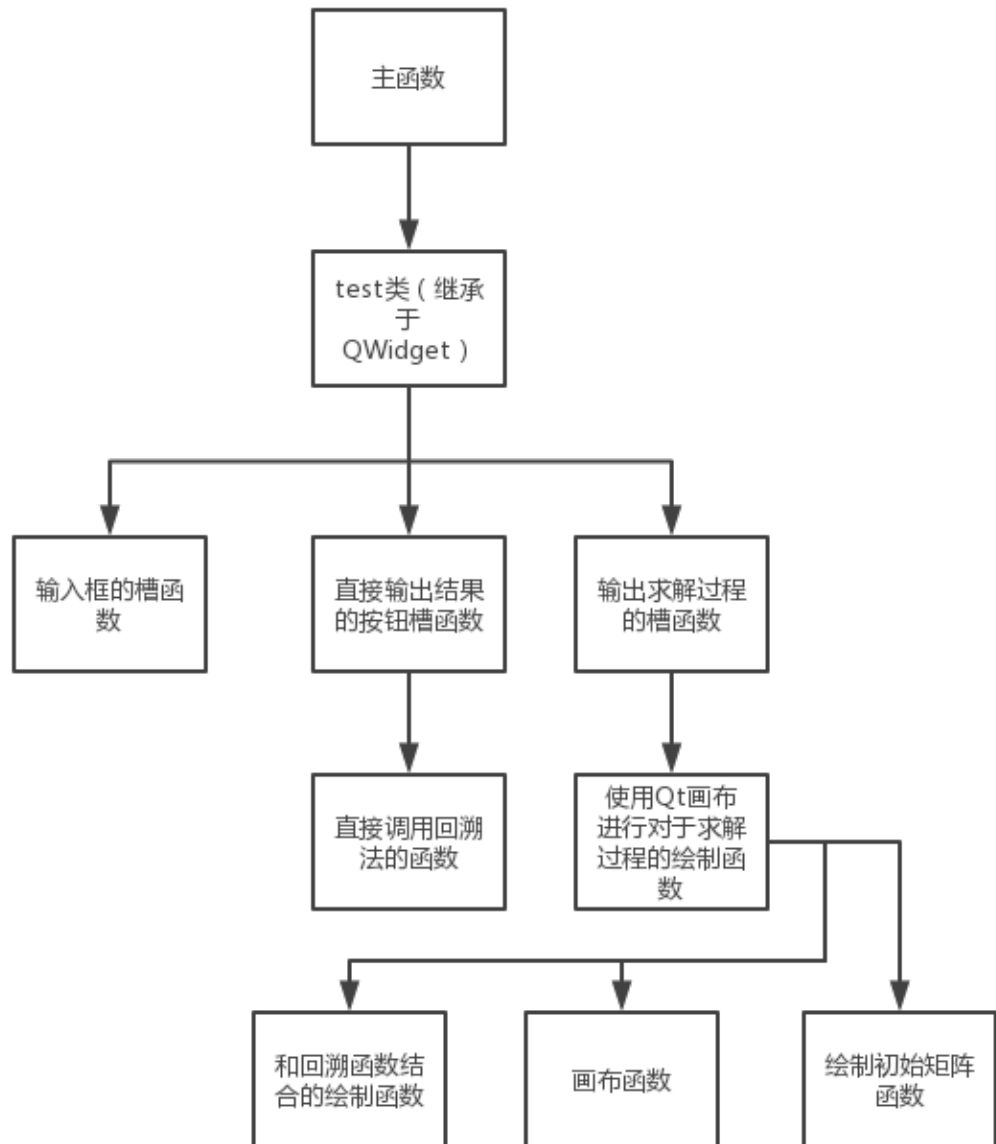 主函数
test类（继承
于
QWidget）
输入框的槽函
数
直接输出结果
的按钮槽函数
输出求解过程
的槽函数
直接调用回溯
法的函数
使用Qt画布
进行对于求解
过程的绘制函
数
和回溯函数结
合的绘制函数
画布函数
绘制初始矩阵
函数